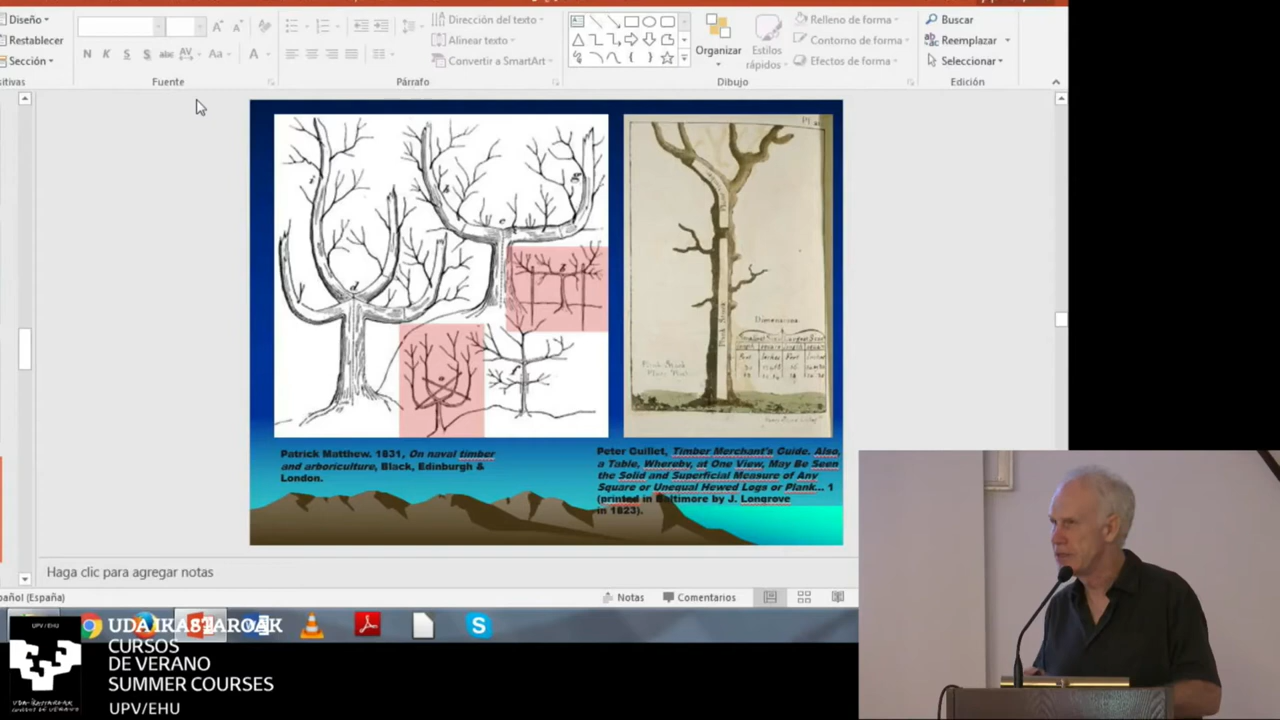 Diseño
Restablecer
Sección
Fuente
Dirección del texto
Alinear texto
Convertir a SmartArt
Párrafo
Organizar
Estilos
rápidos
Relleno de forma
Contorno de forma
Efectos de forma
Dibujo
Buscar
Reemplazar
Seleccionar
Edición
Patrick Matthew. 1831, On naval timber
and arboriculture, Black, Edinburgh &
London.
Peter Guillet, Timber Merchant's Guide. Also,
a Table, Whereby, at One View, May Be Seen
the Solid and Superficial Measure of Any
Square or Unequal Hewed Logs or Plank... 1
(printed in Baltimore by J. Longrove
in 1823).
Dimensions
Haga clic para agregar notas
añol (España)
Notas
Comentarios
UPV / EHU
UDA IKASTAROAK
CURSOS
DE VERANO
SUMMER COURSES
UPV/EHU